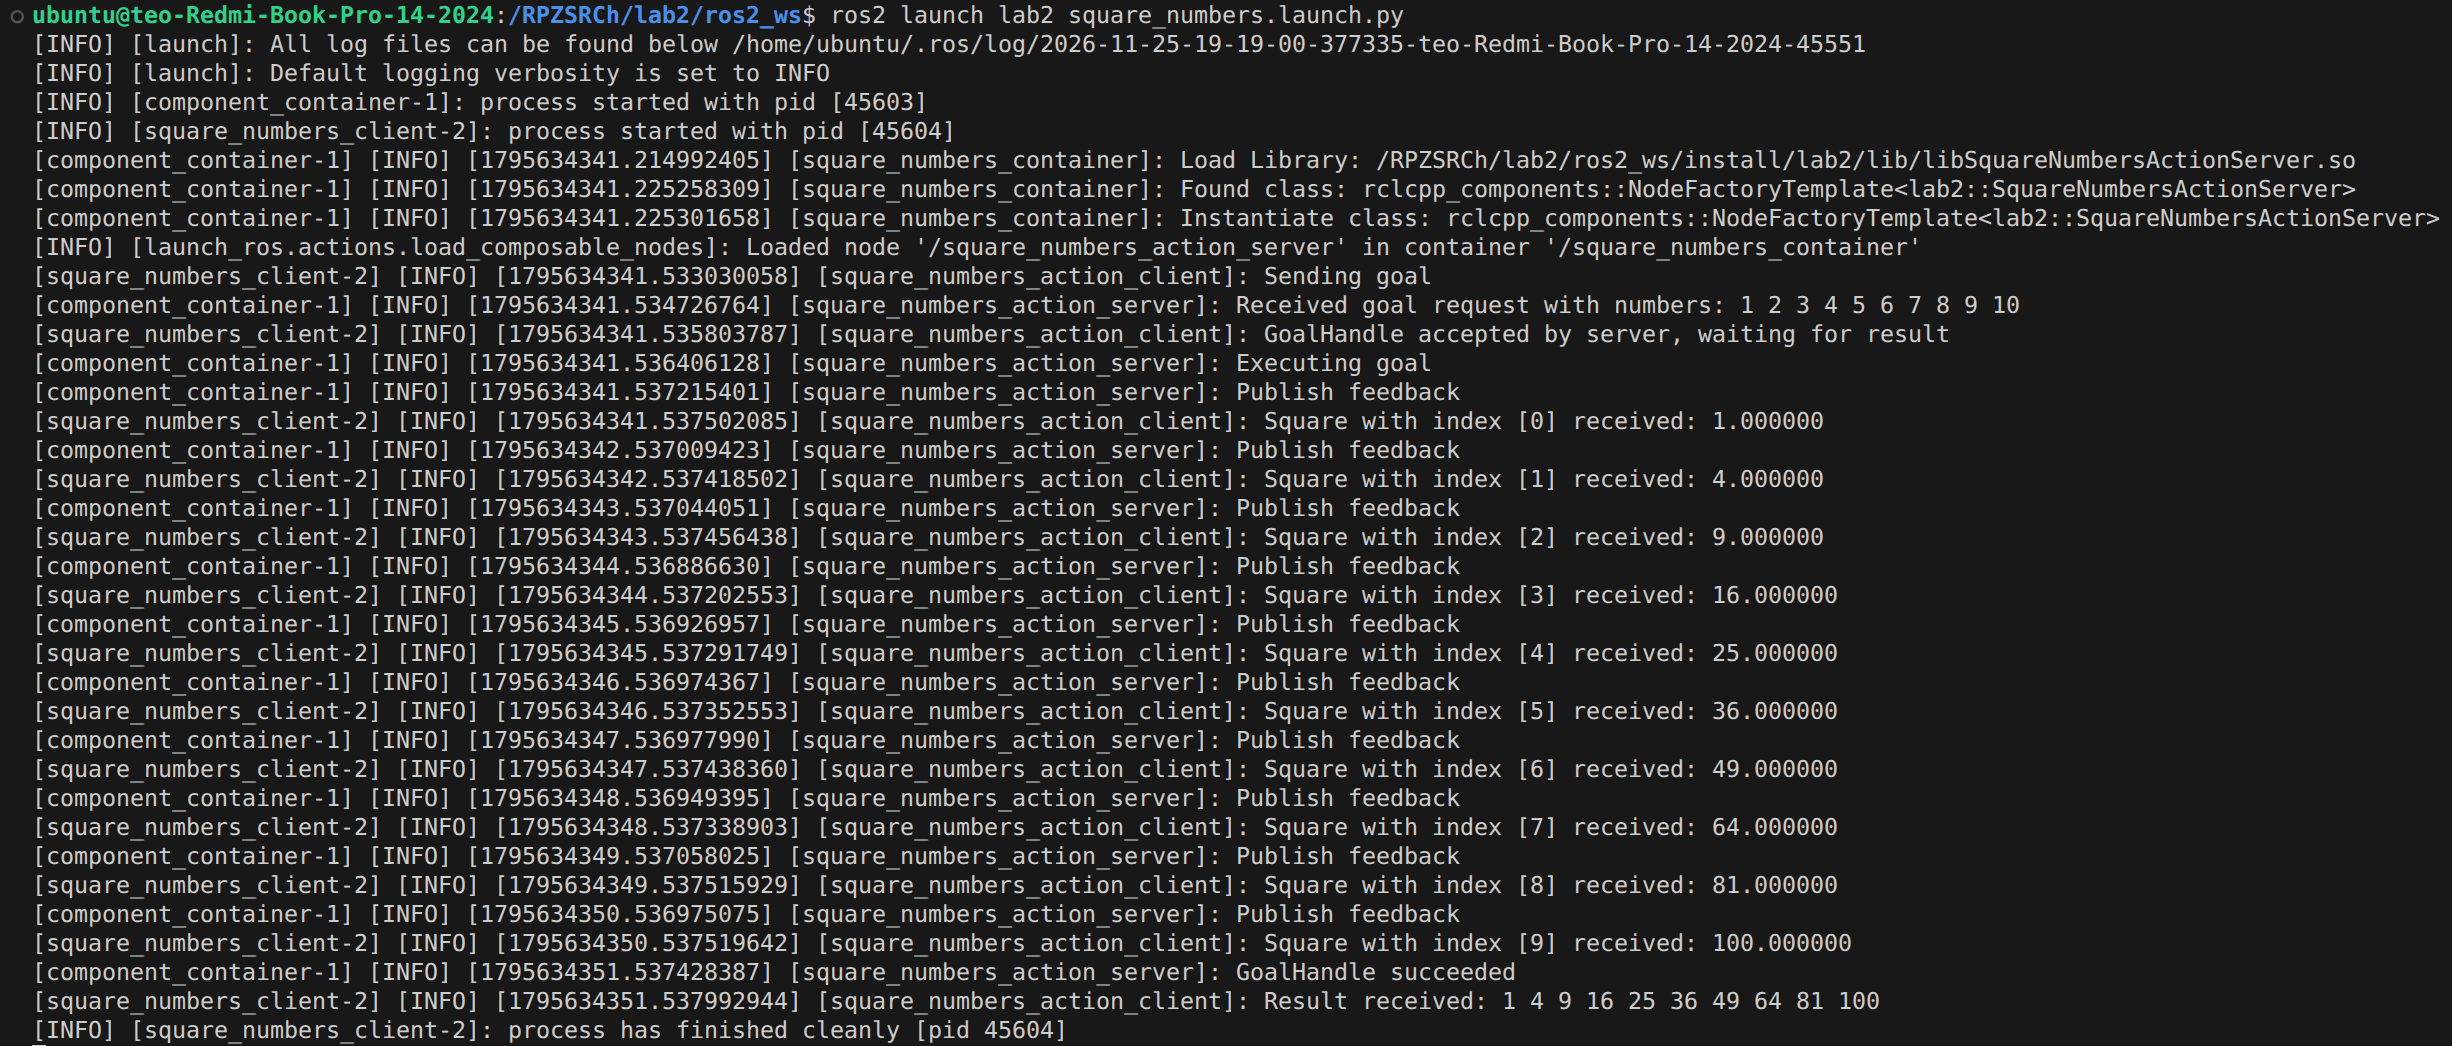 ubuntu@teo-Redmi-Book-Pro-14-2024:/RPZSRCh/lab2/ros2_ws$ ros2 launch lab2 square_numbers.launch.py
[INFO] [launch]: All log files can be found below /home/ubuntu/.ros/log/2026-11-25-19-19-00-377335-teo-Redmi-Book-Pro-14-2024-45551
[INFO] [launch]: Default logging verbosity is set to INFO
[INFO] [component_container-1]: process started with pid [45603]
[INFO] [square_numbers_client-2]: process started with pid [45604]
[component_container-1] [INFO] [1795634341.214992405] [square_numbers_container]: Load Library: /RPZSRCh/lab2/ros2_ws/install/lab2/lib/libSquareNumbersActionServer.so
[component_container-1] [INFO] [1795634341.225258309] [square_numbers_container]: Found class: rclcpp_components::NodeFactoryTemplate<lab2::SquareNumbersActionServer>
[component_container-1] [INFO] [1795634341.225301658] [square_numbers_container]: Instantiate class: rclcpp_components::NodeFactoryTemplate<lab2::SquareNumbersActionServer>
[INFO] [launch_ros.actions.load_composable_nodes]: Loaded node '/square_numbers_action_server' in container '/square_numbers_container'
[square_numbers_client-2] [INFO] [1795634341.533030058] [square_numbers_action_client]: Sending goal
[component_container-1] [INFO] [1795634341.534726764] [square_numbers_action_server]: Received goal request with numbers: 1 2 3 4 5 6 7 8 9 10
[square_numbers_client-2] [INFO] [1795634341.535803787] [square_numbers_action_client]: GoalHandle accepted by server, waiting for result
[component_container-1] [INFO] [1795634341.536406128] [square_numbers_action_server]: Executing goal
[component_container-1] [INFO] [1795634341.537215401] [square_numbers_action_server]: Publish feedback
[square_numbers_client-2] [INFO] [1795634341.537502085] [square_numbers_action_client]: Square with index [0] received: 1.000000
[component_container-1] [INFO] [1795634342.537009423] [square_numbers_action_server]: Publish feedback
[square_numbers_client-2] [INFO] [1795634342.537418502] [square_numbers_action_client]: Square with index [1] received: 4.000000
[component_container-1] [INFO] [1795634343.537044051] [square_numbers_action_server]: Publish feedback
[square_numbers_client-2] [INFO] [1795634343.537456438] [square_numbers_action_client]: Square with index [2] received: 9.000000
[component_container-1] [INFO] [1795634344.536886630] [square_numbers_action_server]: Publish feedback
[square_numbers_client-2] [INFO] [1795634344.537202553] [square_numbers_action_client]: Square with index [3] received: 16.000000
[component_container-1] [INFO] [1795634345.536926957] [square_numbers_action_server]: Publish feedback
[square_numbers_client-2] [INFO] [1795634345.537291749] [square_numbers_action_client]: Square with index [4] received: 25.000000
[component_container-1] [INFO] [1795634346.536974367] [square_numbers_action_server]: Publish feedback
[square_numbers_client-2] [INFO] [1795634346.537352553] [square_numbers_action_client]: Square with index [5] received: 36.000000
[component_container-1] [INFO] [1795634347.536977990] [square_numbers_action_server]: Publish feedback
[square_numbers_client-2] [INFO] [1795634347.537438360] [square_numbers_action_client]: Square with index [6] received: 49.000000
[component_container-1] [INFO] [1795634348.536949395] [square_numbers_action_server]: Publish feedback
[square_numbers_client-2] [INFO] [1795634348.537338903] [square_numbers_action_client]: Square with index [7] received: 64.000000
[component_container-1] [INFO] [1795634349.537058025] [square_numbers_action_server]: Publish feedback
[square_numbers_client-2] [INFO] [1795634349.537515929] [square_numbers_action_client]: Square with index [8] received: 81.000000
[component_container-1] [INFO] [1795634350.536975075] [square_numbers_action_server]: Publish feedback
[square_numbers_client-2] [INFO] [1795634350.537519642] [square_numbers_action_client]: Square with index [9] received: 100.000000
[component_container-1] [INFO] [1795634351.537428387] [square_numbers_action_server]: GoalHandle succeeded
[square_numbers_client-2] [INFO] [1795634351.537992944] [square_numbers_action_client]: Result received: 1 4 9 16 25 36 49 64 81 100
[INFO] [square_numbers_client-2]: process has finished cleanly [pid 45604]